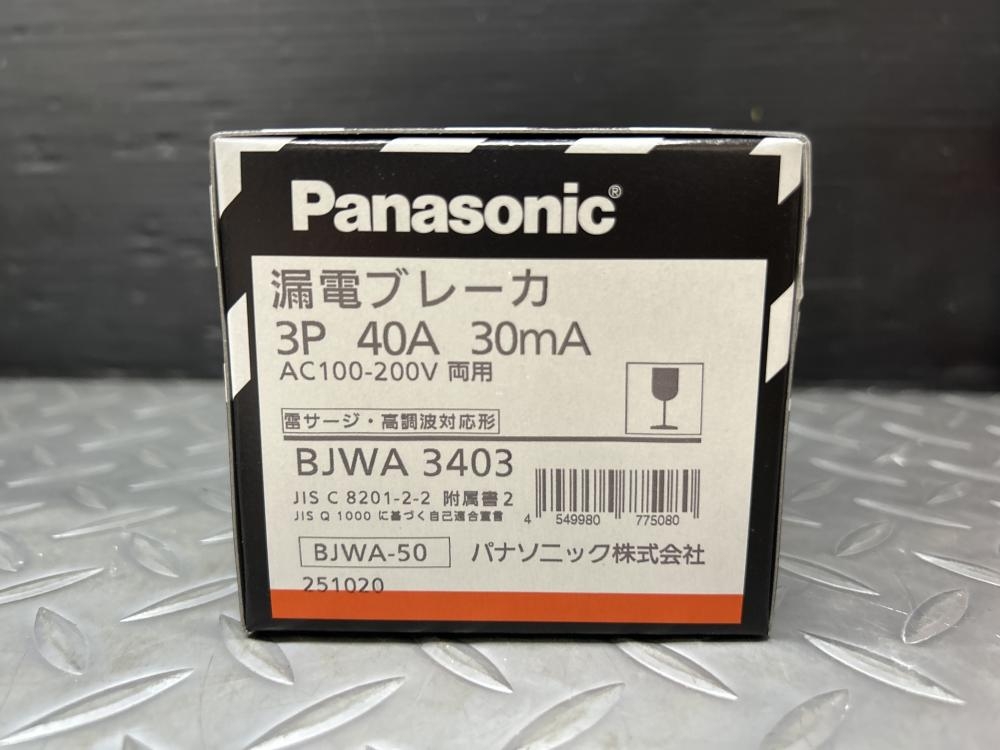 Panasonic®
漏電ブレーカ
3P 40A 30mA
AC100-200V 両用
雷サージ・高調波対応形
BJWA 3403
JIS C 8201-2-2 附属書2
JIS Q 1000 に基づく自己適合宣言
4 549980 775080
BJWA-50 パナソニック株式会社
251020